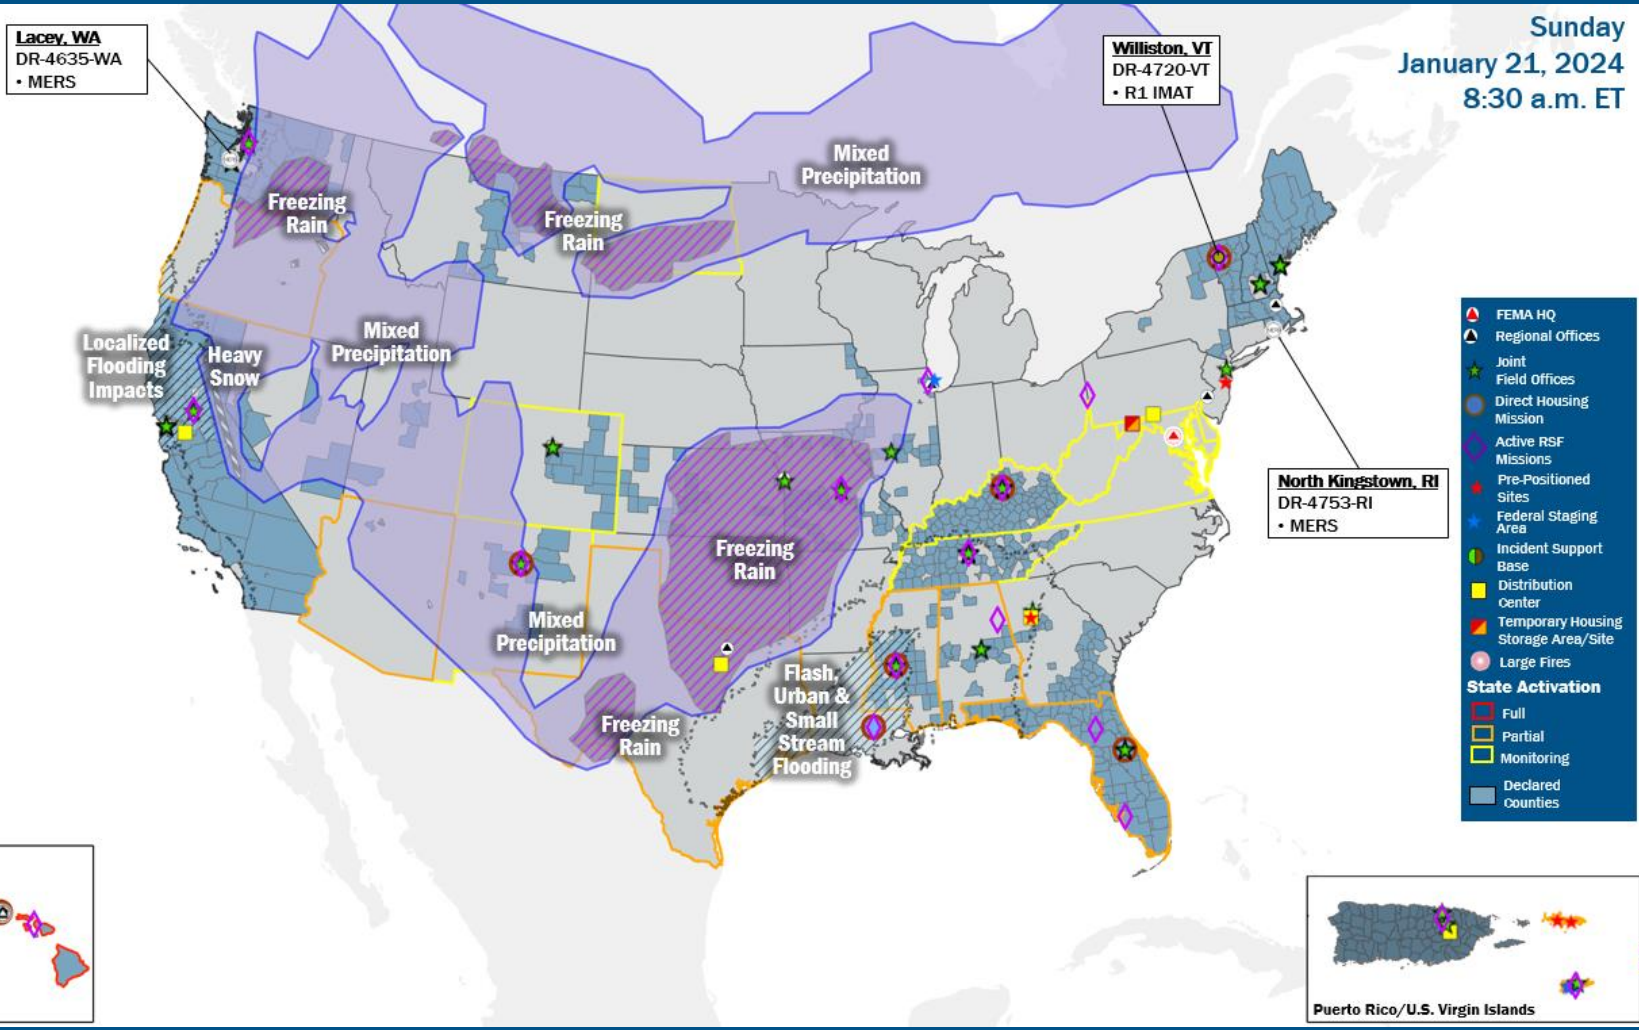 Sunday
January 21, 2024
8:30 a.m. ET
Lacey, WA
DR-4635-WA
• MERS
Williston, VT
DR-4720-VT
• R1 IMAT
Mixed
Precipitation
Freezing
Rain
Freezing
Rain
Localized
Flooding
Impacts
Heavy
Snow
Mixed
Precipitation
North Kingstown, RI
DR-4753-RI
• MERS
Freezing
Rain
Mixed
Precipitation
Freezing
Rain
Flash,
Urban &
Small
Stream
Flooding
FEMA HQ
Regional Offices
Joint
Field Offices
Direct Housing
Mission
Active RSF
Missions
Pre-Positioned
Sites
Federal Staging
Area
Incident Support
Base
Distribution
Center
Temporary Housing
Storage Area/Site
Large Fires
State Activation
Full
Partial
Monitoring
Declared
Counties
Puerto Rico/U.S. Virgin Islands